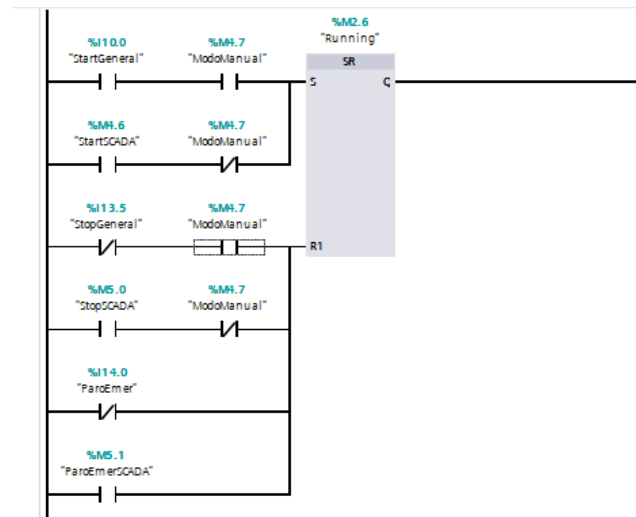 %M2.6
"Running"
%I10.0
"StartGeneral"
%M4.7
"ModoManual"
SR
S
Q
%M4.6
"StartSCADA"
%M4.7
"ModoManual"
%I13.5
"StopGeneral"
%M4.7
"ModoManual"
R1
%M5.0
"StopSCADA"
%M4.7
"ModoManual"
%I14.0
"ParoEmer"
%M5.1
"ParoEmerSCADA"